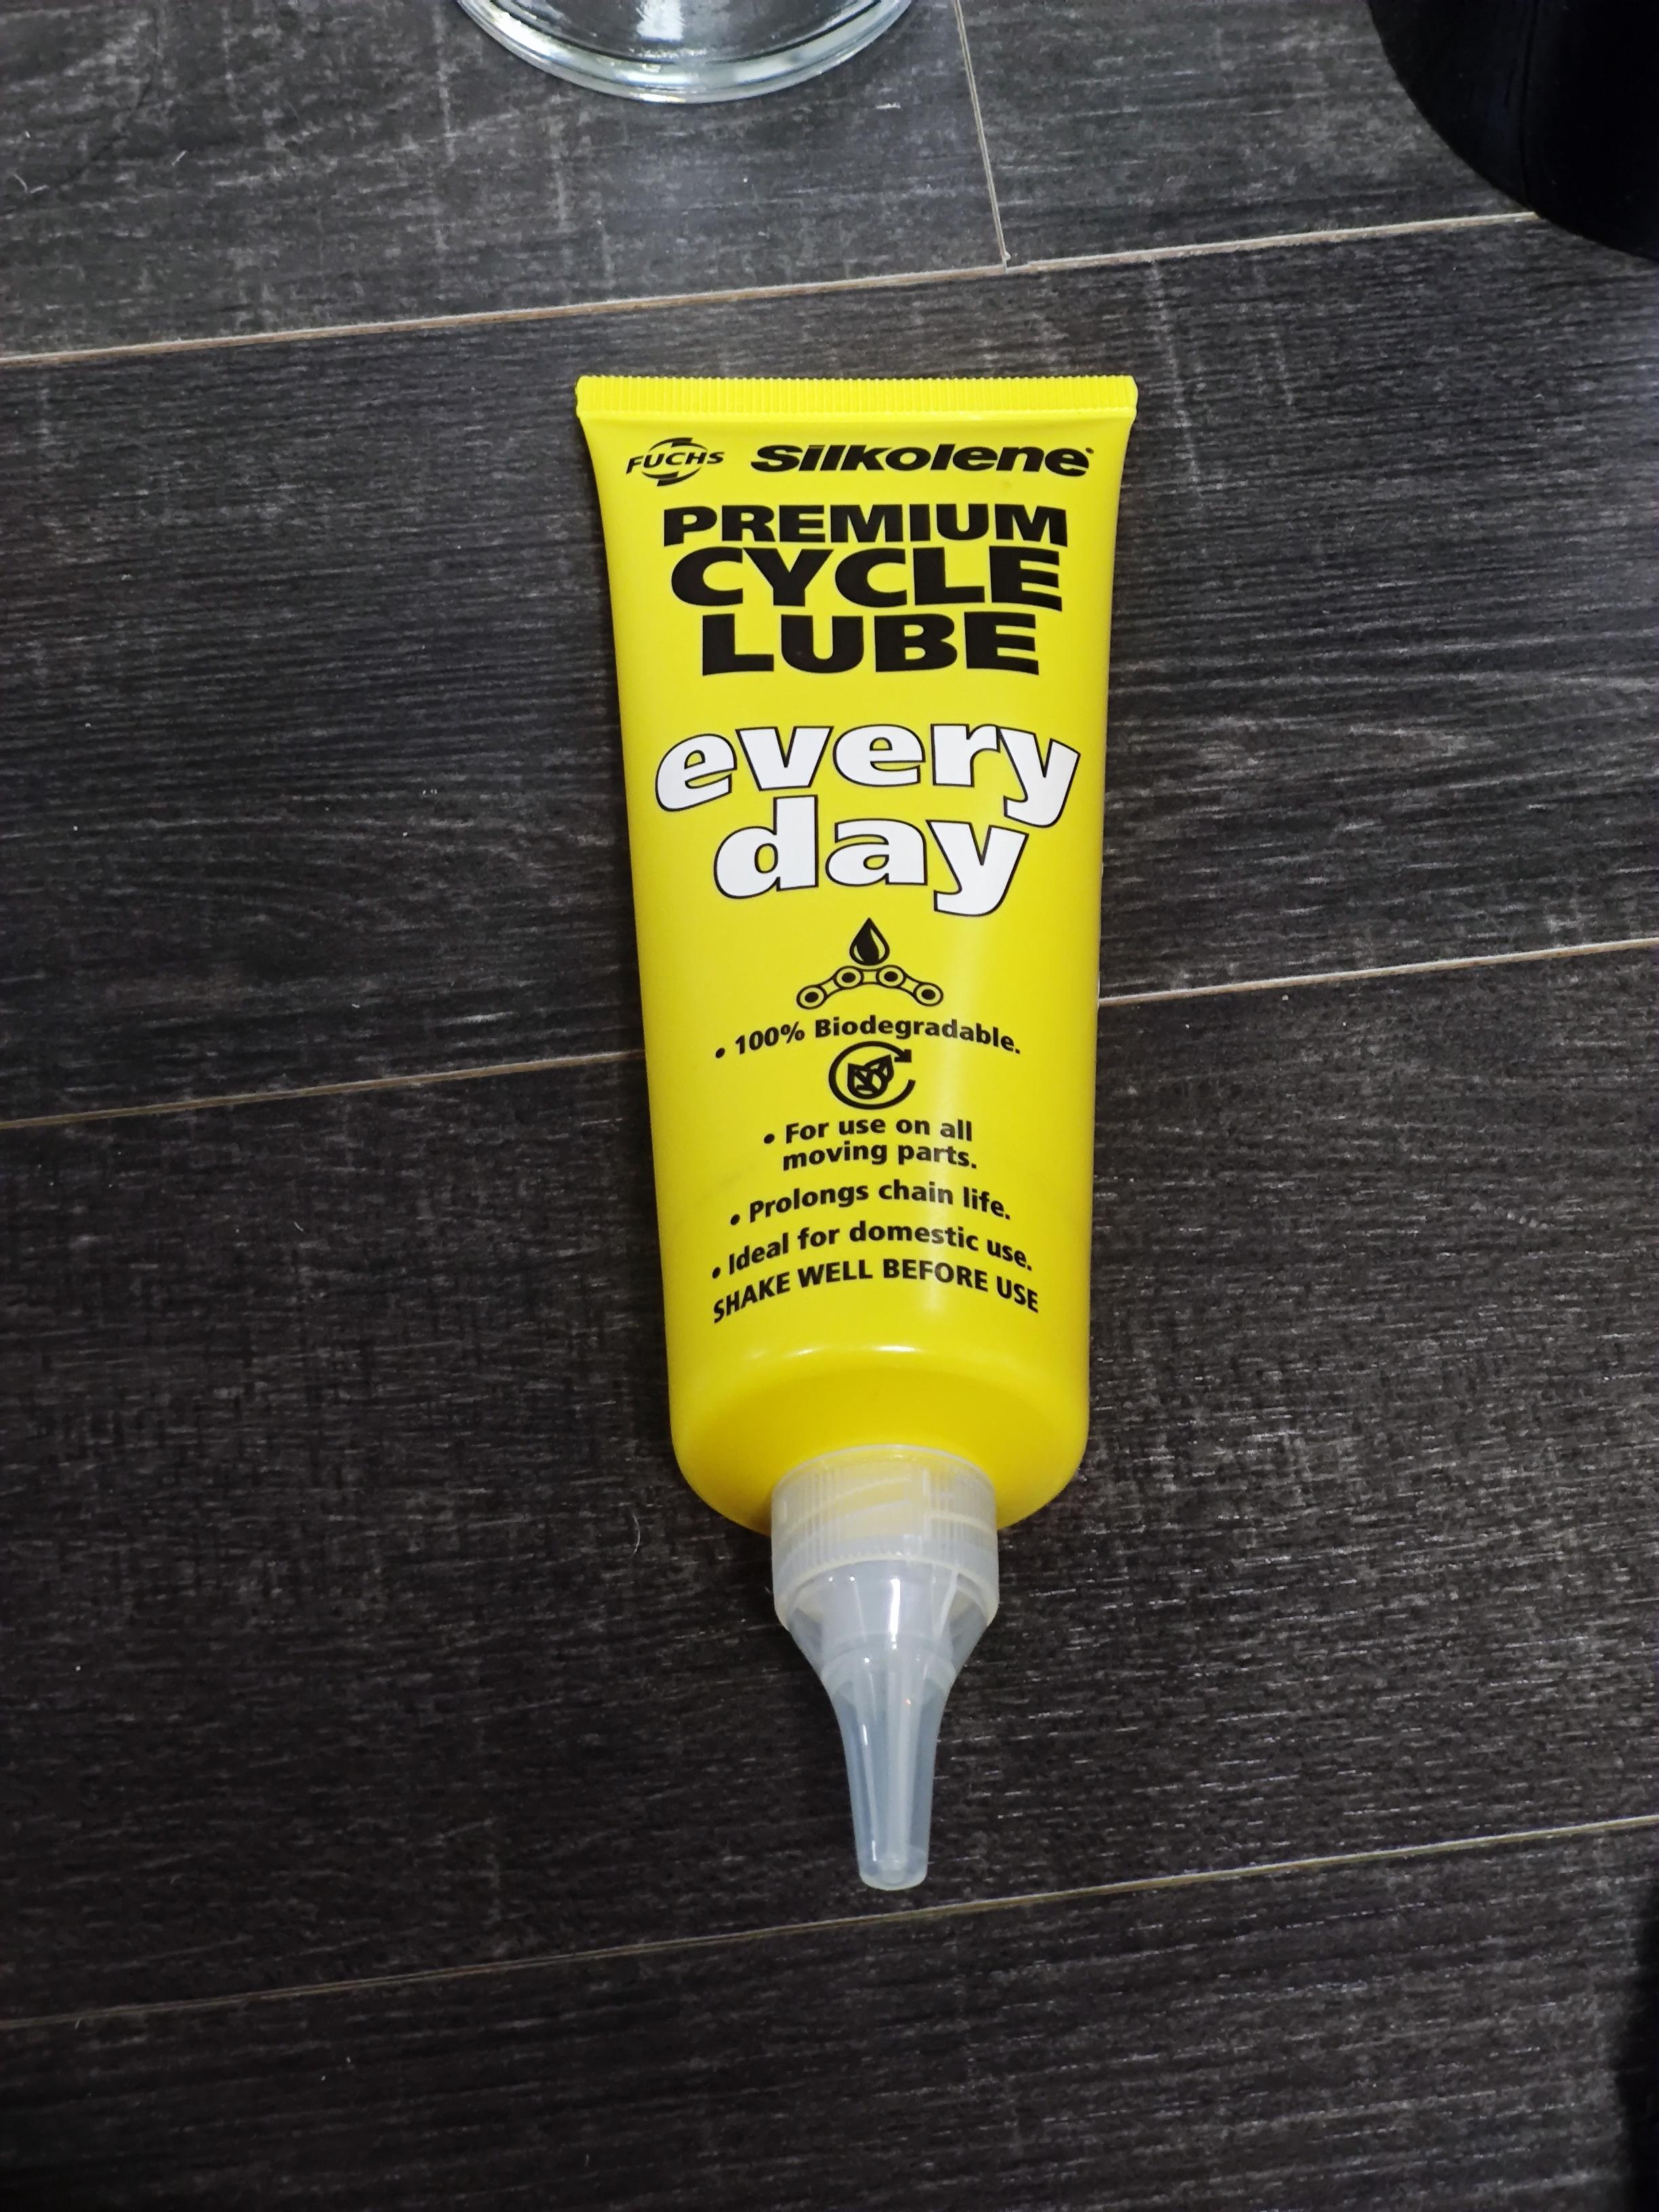 FUCHS Silkolene®
PREMIUM
CYCLE
LUBE
every
day
• 100% Biodegradable.
• For use on all
moving parts.
• Prolongs chain life.
• Ideal for domestic use.
SHAKE WELL BEFORE USE